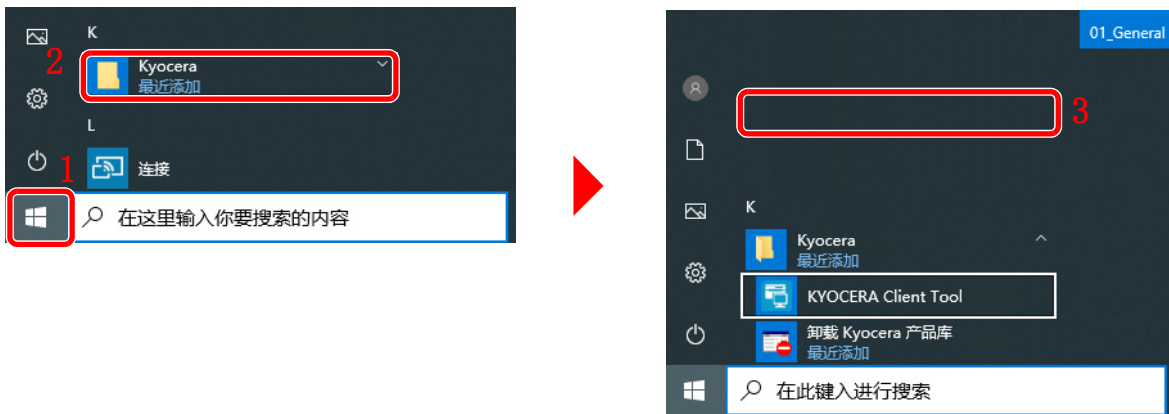 K
2
Kyocera
最近添加
L
1
连接
在这里输入你要搜索的内容
01_General
3
K
Kyocera
最近添加
KYOCERA Client Tool
卸载 Kyocera 产品库
最近添加
在此键入进行搜索